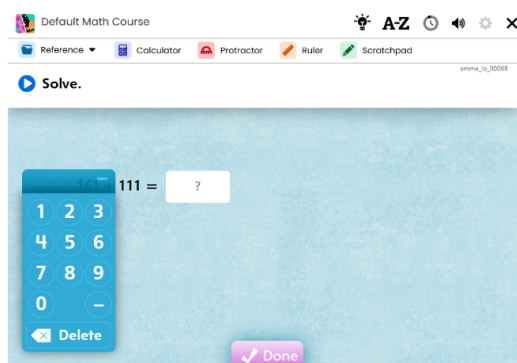 Default Math Course
A-Z
Reference Calculator Protractor Ruler Scratchpad
smma_lo_00068
Solve.
161 + 111 = ?
1 2 3
4 5 6
7 8 9
0 –
Delete
Done